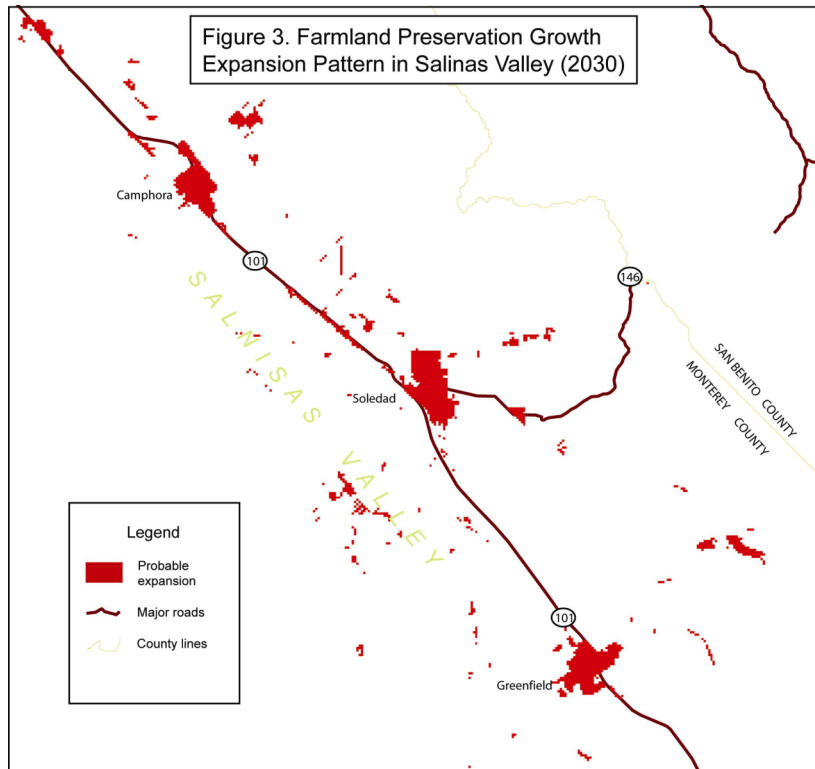 Figure 3. Farmland Preservation Growth
Expansion Pattern in Salinas Valley (2030)
Camphora
101
146
SALNISAS VALLEY
SAN BENITO COUNTY
MONTEREY COUNTY
Soledad
Legend
Probable
expansion
Major roads
County lines
101
Greenfield